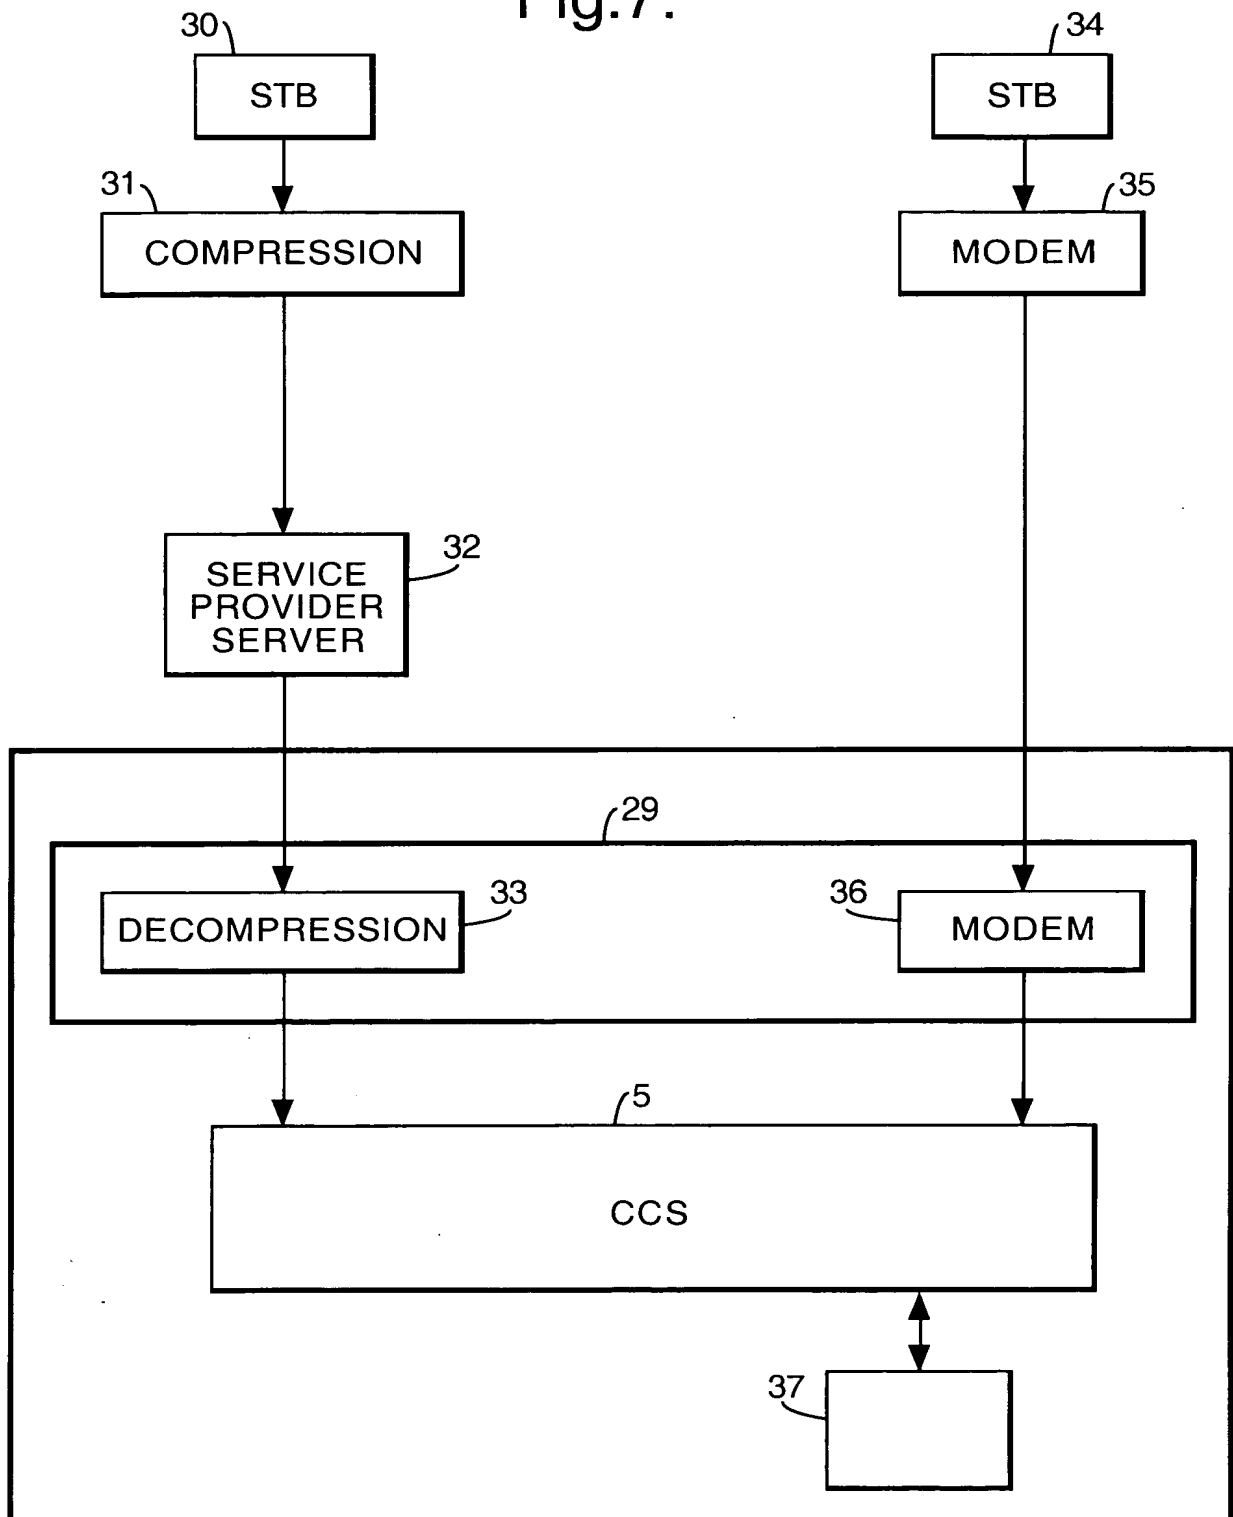 Fig.7.
30
34
STB
STB
31
35
COMPRESSION
MODEM
32
SERVICE
PROVIDER
SERVER
29
33
36
DECOMPRESSION
MODEM
5
CCS
37